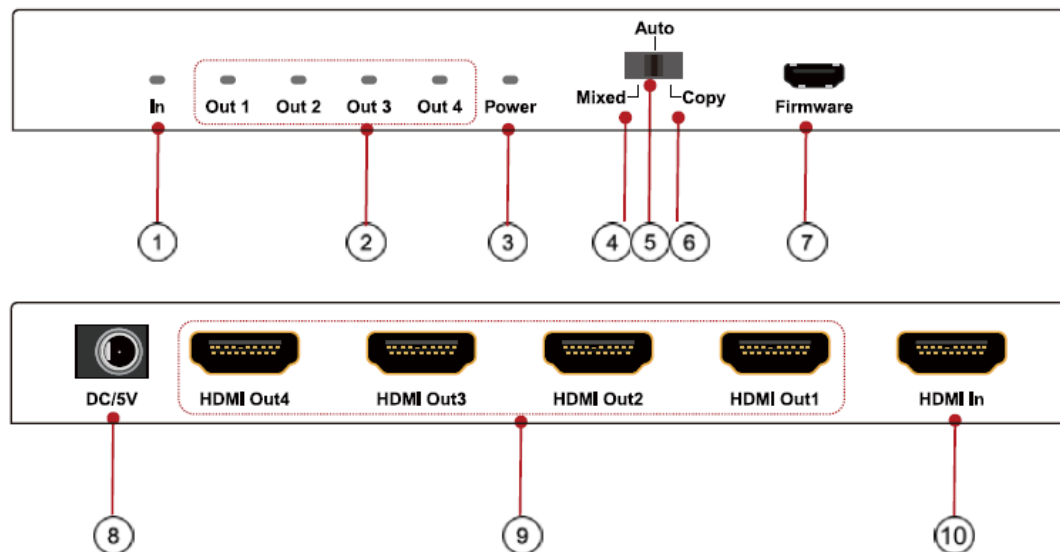 Auto
Mixed Copy
In Out 1 Out 2 Out 3 Out 4 Power Firmware
1 2 3 4 5 6 7
DC/5V HDMI Out4 HDMI Out3 HDMI Out2 HDMI Out1 HDMI In
8 9 10